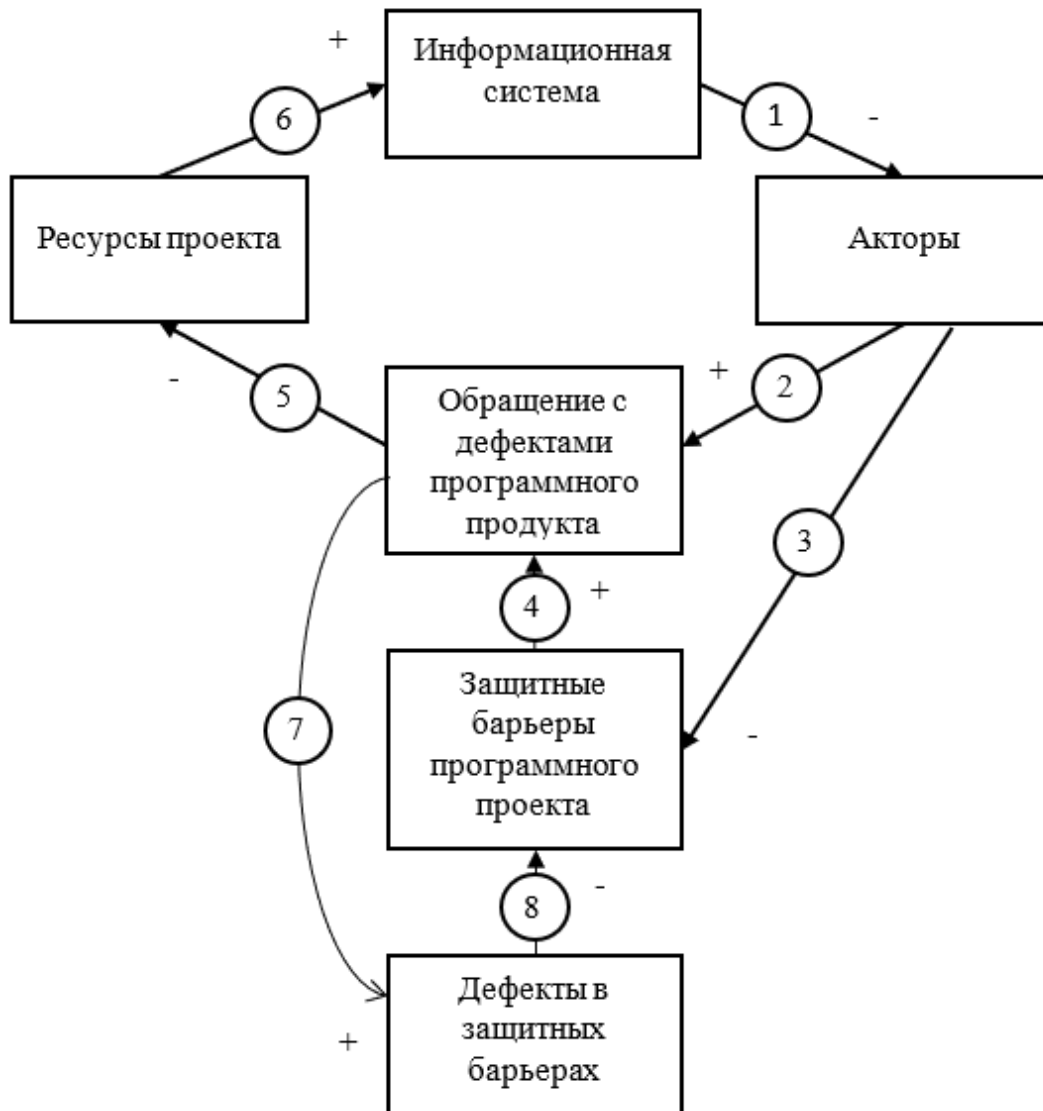 +
Информационная
система
6
1
-
Ресурсы проекта
Акторы
-
5
+
2
Обращение с
дефектами
программного
продукта
3
4
+
Защитные
барьеры
программного
проекта
7
-
8
-
Дефекты в
защитных
барьерах
+